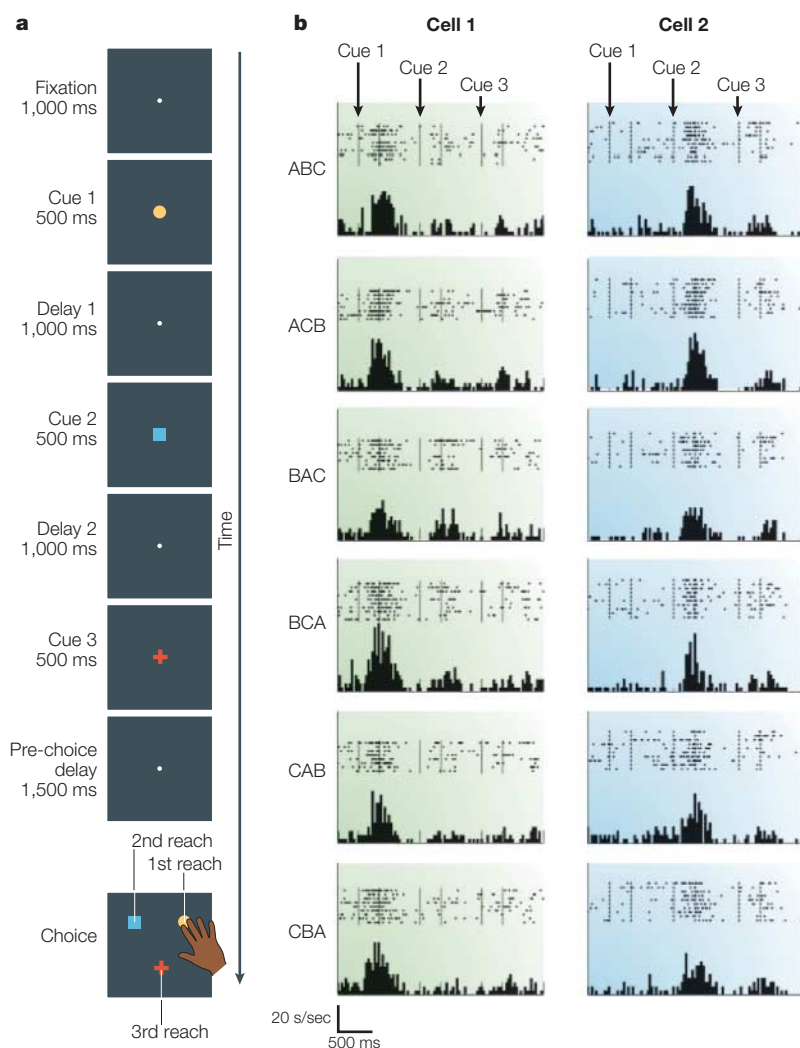 a
Fixation
1,000 ms
Cue 1
500 ms
Delay 1
1,000 ms
Cue 2
500 ms
Delay 2
1,000 ms
Cue 3
500 ms
Pre-choice
delay
1,500 ms
2nd reach
1st reach
Choice
3rd reach
Time
b
Cell 1
Cell 2
Cue 1
Cue 2
Cue 3
Cue 1
Cue 2
Cue 3
ABC
ACB
BAC
BCA
CAB
CBA
20 s/sec
500 ms